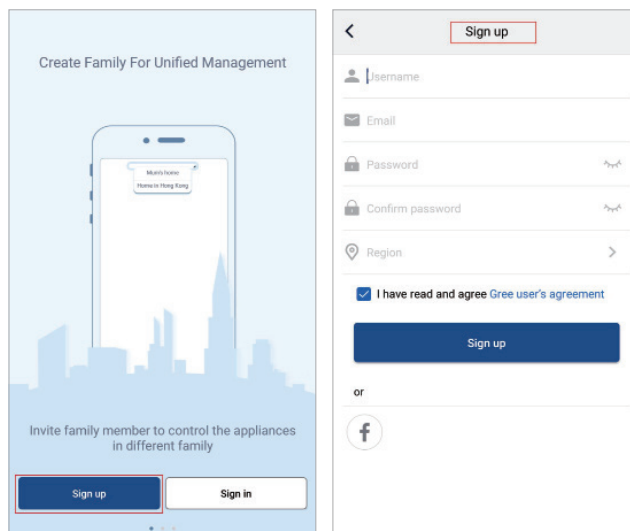 Create Family For Unified Management
Mum's home
Home in Hong Kong
Invite family member to control the appliances
in different family
Sign up
Sign in
Sign up
Username
Email
Password
Confirm password
Region
I have read and agree Gree user's agreement
Sign up
or
f